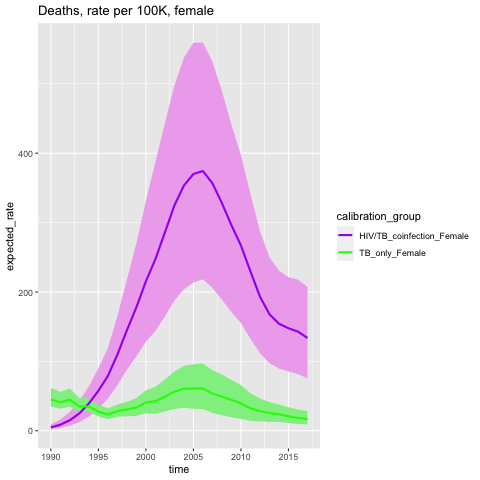 Deaths, rate per 100K, female
expected_rate
400
200
0
1990
1995
2000
2005
2010
2015
time
calibration_group
HIV/TB_coinfection_Female
TB_only_Female